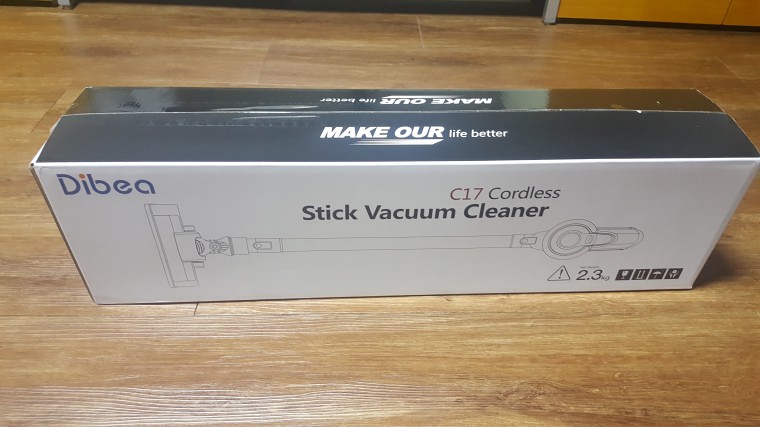 MAKE OUR life better
MAKE OUR life better
Dibea
C17 Cordless
Stick Vacuum Cleaner
2.3kg